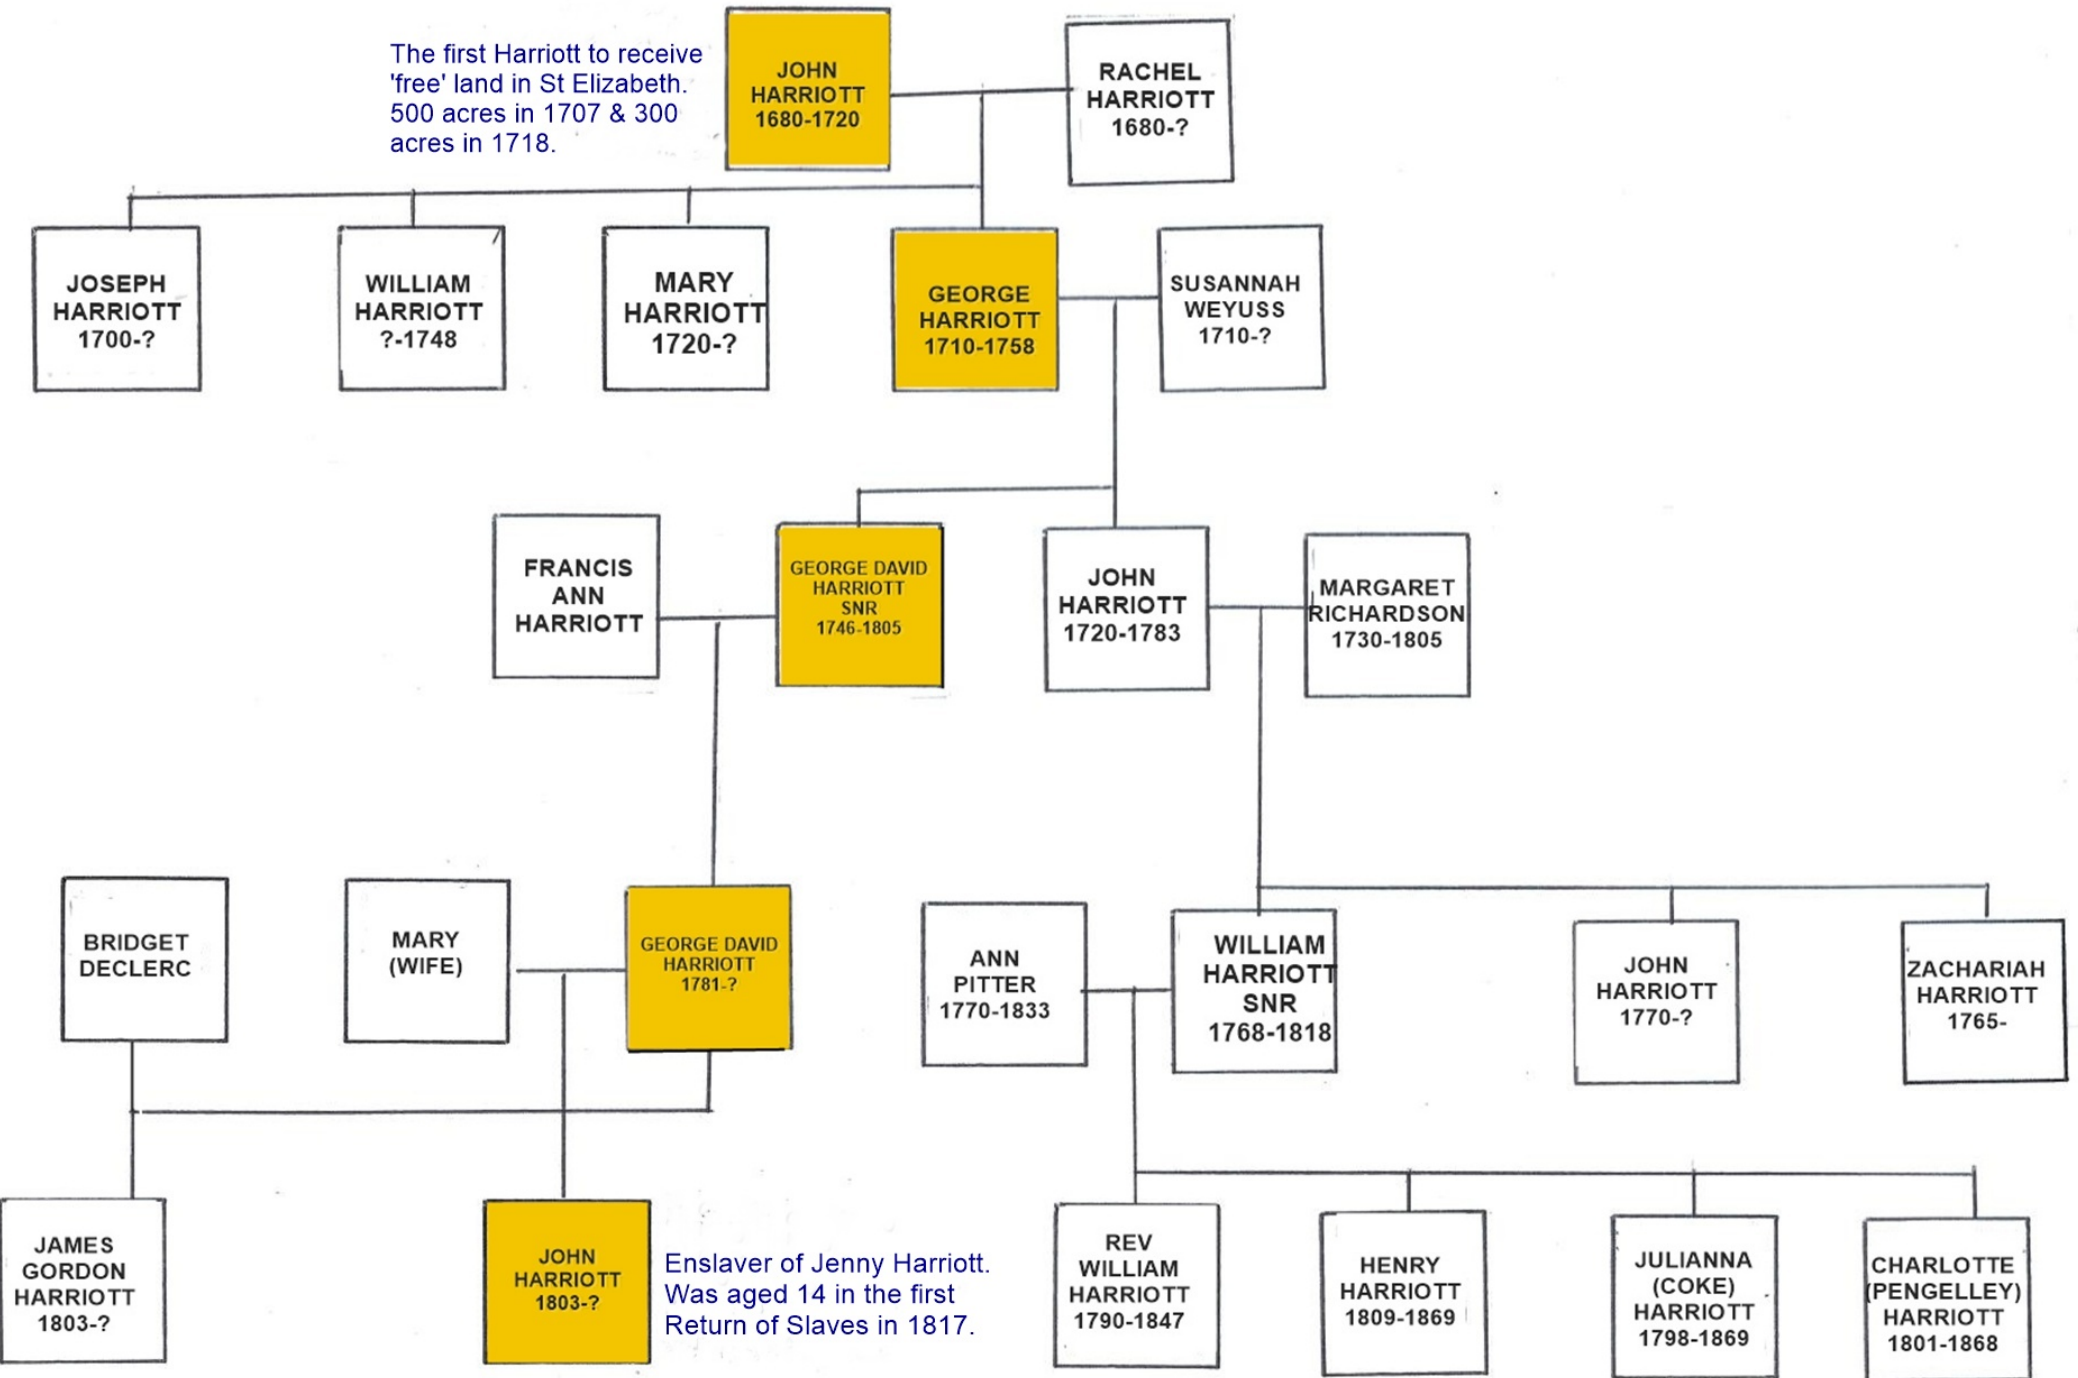 The first Harriott to receive
'free' land in St Elizabeth.
500 acres in 1707 & 300
acres in 1718.
JOHN
HARRIOTT
1680-1720
RACHEL
HARRIOTT
1680-?
JOSEPH
HARRIOTT
1700-?
WILLIAM
HARRIOTT
?-1748
MARY
HARRIOTT
1720-?
GEORGE
HARRIOTT
1710-1758
SUSANNAH
WEYUSS
1710-?
FRANCIS
ANN
HARRIOTT
GEORGE DAVID
HARRIOTT
SNR
1746-1805
JOHN
HARRIOTT
1720-1783
MARGARET
RICHARDSON
1730-1805
BRIDGET
DECLERC
MARY
(WIFE)
GEORGE DAVID
HARRIOTT
1781-?
ANN
PITTER
1770-1833
WILLIAM
HARRIOTT
SNR
1768-1818
JOHN
HARRIOTT
1770-?
ZACHARIAH
HARRIOTT
1765-
JAMES
GORDON
HARRIOTT
1803-?
JOHN
HARRIOTT
1803-?
Enslaver of Jenny Harriott.
Was aged 14 in the first
Return of Slaves in 1817.
REV
WILLIAM
HARRIOTT
1790-1847
HENRY
HARRIOTT
1809-1869
JULIANNA
(COKE)
HARRIOTT
1798-1869
CHARLOTTE
(PENGELLEY)
HARRIOTT
1801-1868